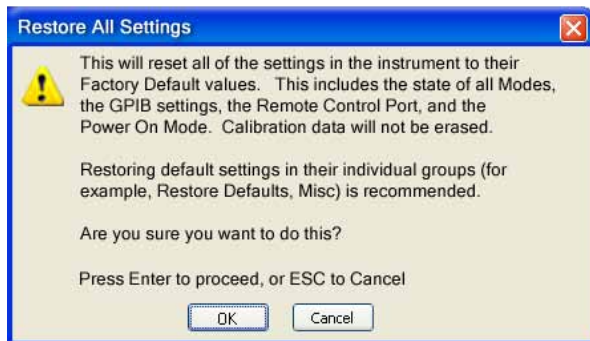 Restore All Settings
This will reset all of the settings in the instrument to their
Factory Default values. This includes the state of all Modes,
the GPIB settings, the Remote Control Port, and the
Power On Mode. Calibration data will not be erased.
Restoring default settings in their individual groups (for
example, Restore Defaults, Misc) is recommended.
Are you sure you want to do this?
Press Enter to proceed, or ESC to Cancel
OK
Cancel